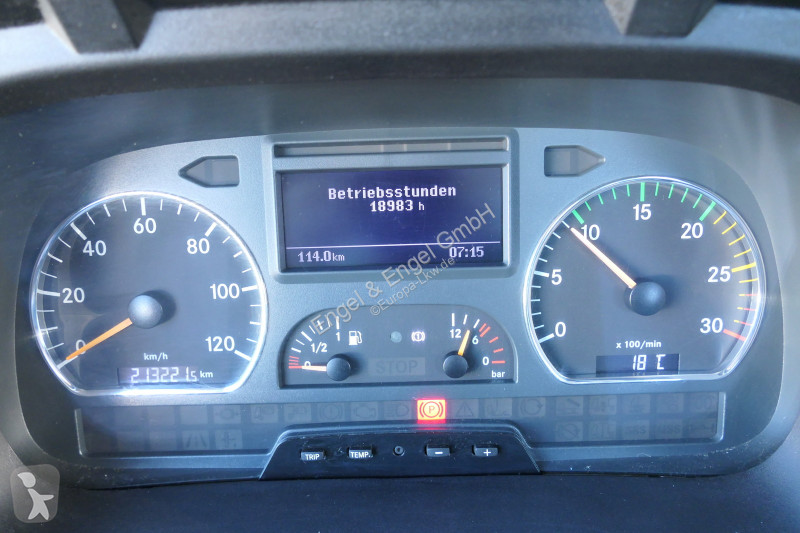 Betriebsstunden
18983 h
114.0 km 07:15
Engel & Engel GmbH
©Europa-Lkw.de
0 20 40 60 80 100 120
km/h
213221.5 km
0 1/2 1
0 6 12
bar
STOP
0 5 10 15 20 25 30
x 100/min
18 °C
P
TRIP TEMP. - +